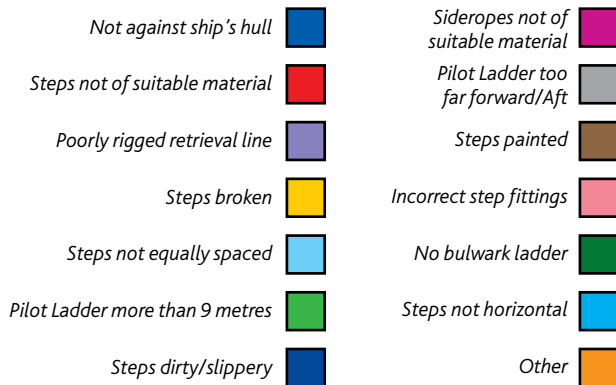 Not against ship's hull
Steps not of suitable material
Poorly rigged retrieval line
Steps broken
Steps not equally spaced
Pilot Ladder more than 9 metres
Steps dirty/slippery
Sideropes not of
suitable material
Pilot Ladder too
far forward/Aft
Steps painted
Incorrect step fittings
No bulwark ladder
Steps not horizontal
Other